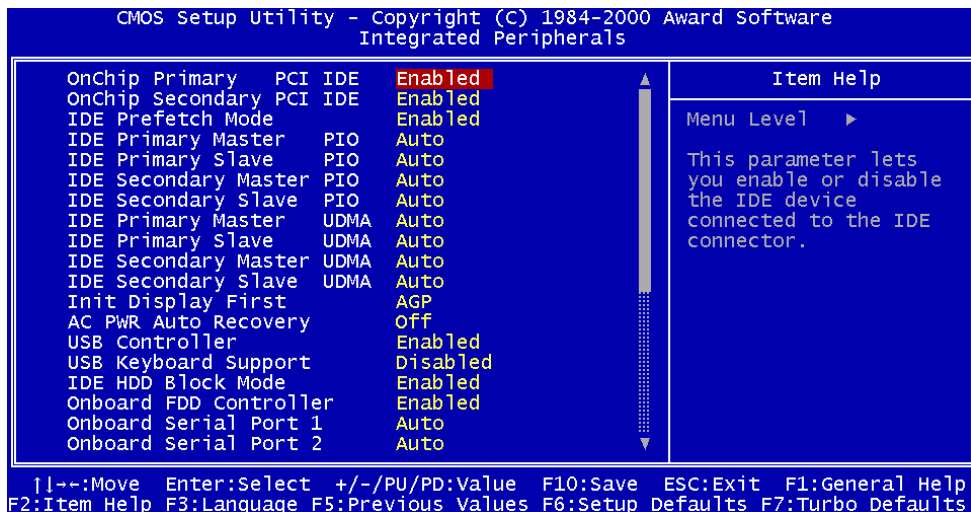 CMOS Setup Utility – Copyright (C) 1984–2000 Award Software
Integrated Peripherals
OnChip Primary PCI IDE Enabled
OnChip Secondary PCI IDE Enabled
IDE Prefetch Mode Enabled
IDE Primary Master PIO Auto
IDE Primary Slave PIO Auto
IDE Secondary Master PIO Auto
IDE Secondary Slave PIO Auto
IDE Primary Master UDMA Auto
IDE Primary Slave UDMA Auto
IDE Secondary Master UDMA Auto
IDE Secondary Slave UDMA Auto
Init Display First AGP
AC PWR Auto Recovery Off
USB Controller Enabled
USB Keyboard Support Disabled
IDE HDD Block Mode Enabled
Onboard FDD Controller Enabled
Onboard Serial Port 1 Auto
Onboard Serial Port 2 Auto
Item Help
Menu Level ▶
This parameter lets
you enable or disable
the IDE device
connected to the IDE
connector.
↑↓→←:Move Enter:Select +/-/PU/PD:Value F10:Save ESC:Exit F1:General Help
F2:Item Help F3:Language F5:Previous Values F6:Setup Defaults F7:Turbo Defaults